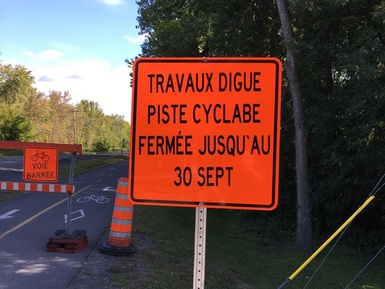 TRAVAUX DIGUE
PISTE CYCLABE
FERMÉE JUSQU`AU
30 SEPT
VOIE
BARRÉE